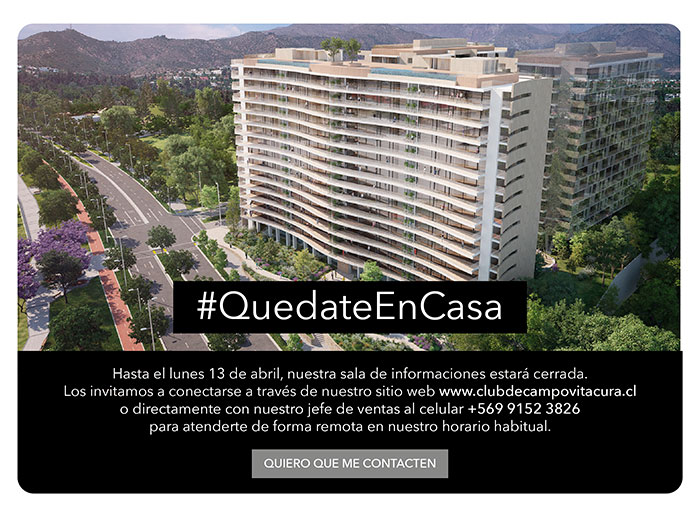 #QuedateEnCasa
Hasta el lunes 13 de abril, nuestra sala de informaciones estará cerrada.
Los invitamos a conectarse a través de nuestro sitio web www.clubdecampovitacura.cl
o directamente con nuestro jefe de ventas al celular +569 9152 3826
para atenderte de forma remota en nuestro horario habitual.
QUIERO QUE ME CONTACTEN